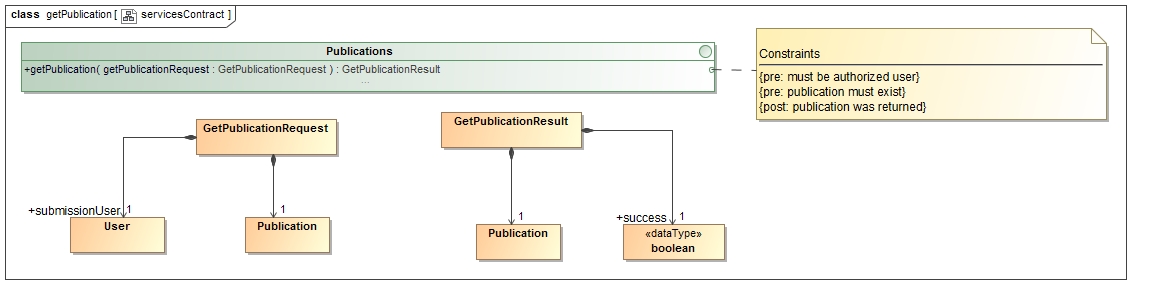 class getPublication [ servicesContract ]
Publications
+getPublication( getPublicationRequest : GetPublicationRequest ) : GetPublicationResult
...
Constraints
{pre: must be authorized user}
{pre: publication must exist}
{post: publication was returned}
GetPublicationRequest
GetPublicationResult
+submissionUser 1
1
1
+success 1
User
Publication
Publication
«dataType»
boolean